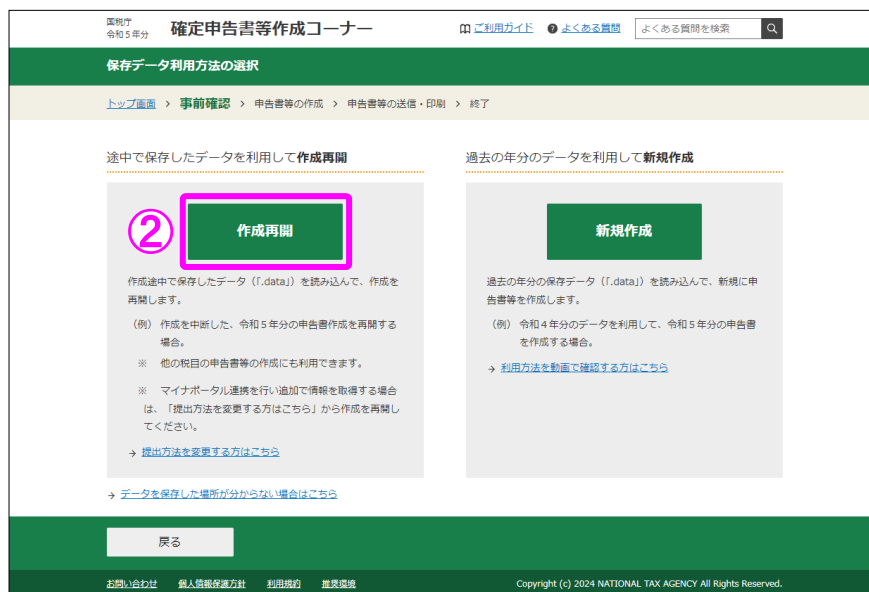 国税庁
令和5年分
確定申告書等作成コーナー
ご利用ガイド
? よくある質問
よくある質問を検索
保存データ利用方法の選択
トップ画面 > 事前確認 > 申告書等の作成 > 申告書等の送信・印刷 > 終了
途中で保存したデータを利用して作成再開
②
作成再開
作成途中で保存したデータ(「.data」)を読み込んで、作成を
再開します。
(例) 作成を中断した、令和5年分の申告書作成を再開する
場合。
※ 他の税目の申告書等の作成にも利用できます。
※ マイナポータル連携を行い追加で情報を取得する場合
は、「提出方法を変更する方はこちら」から作成を再開し
てください。
→ 提出方法を変更する方はこちら
過去の年分のデータを利用して新規作成
新規作成
過去の年分の保存データ(「.data」)を読み込んで、新規に申
告書等を作成します。
(例) 令和4年分のデータを利用して、令和5年分の申告書
を作成する場合。
→ 利用方法を動画で確認する方はこちら
→ データを保存した場所が分からない場合はこちら
戻る
お問い合わせ 個人情報保護方針 利用規約 推奨環境
Copyright (c) 2024 NATIONAL TAX AGENCY All Rights Reserved.